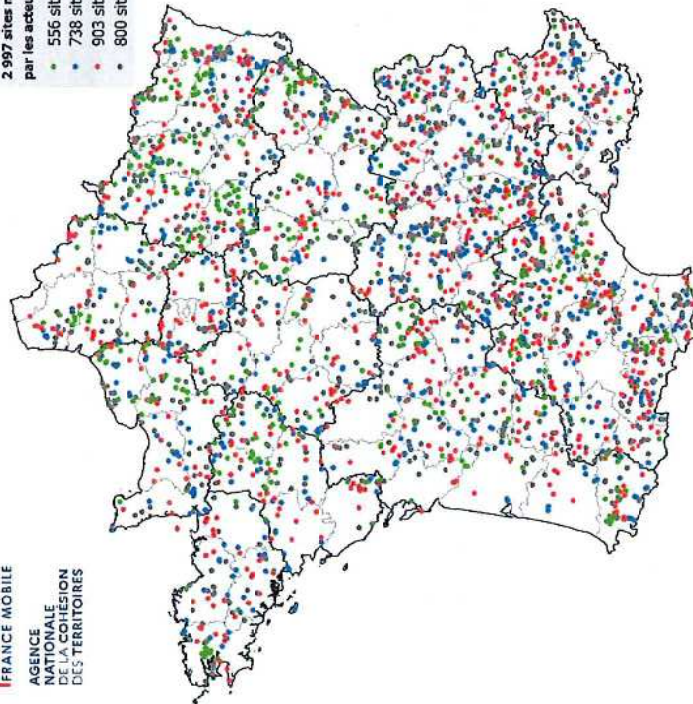 FRANCE MOBILE
AGENCE
NATIONALE
DE LA COHÉSION
DES TERRITOIRES
2 997 sites
par les acteu
556 sit
738 sit
903 sit
800 sit